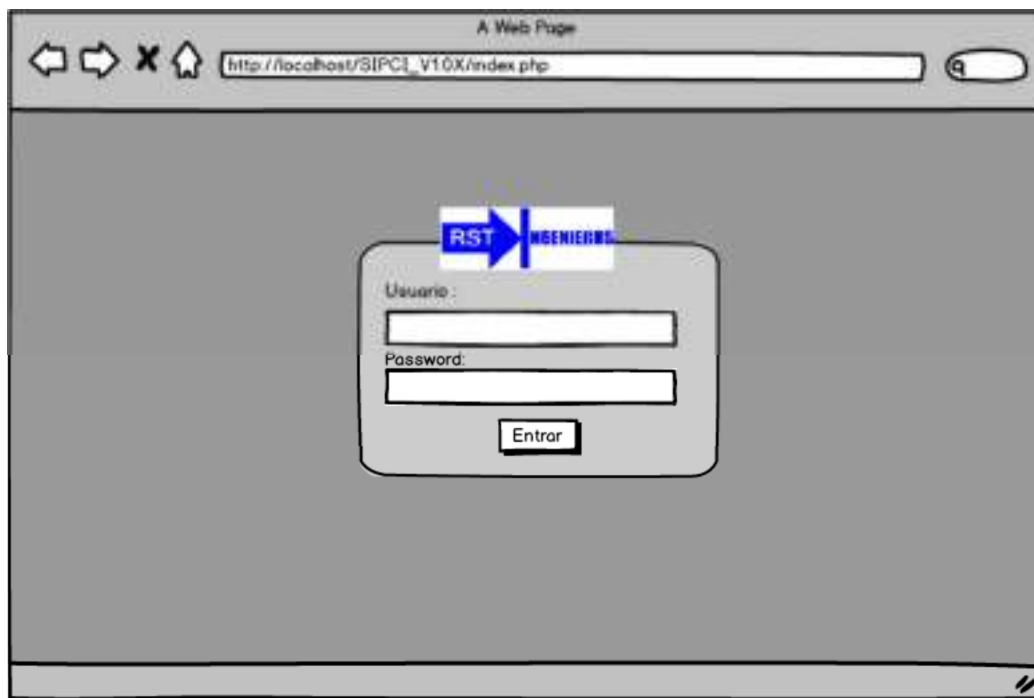 A Web Page
http://localhost/SIPCI_V1.0X/index.php
RST INGENIEROS
Usuario :
Password:
Entrar